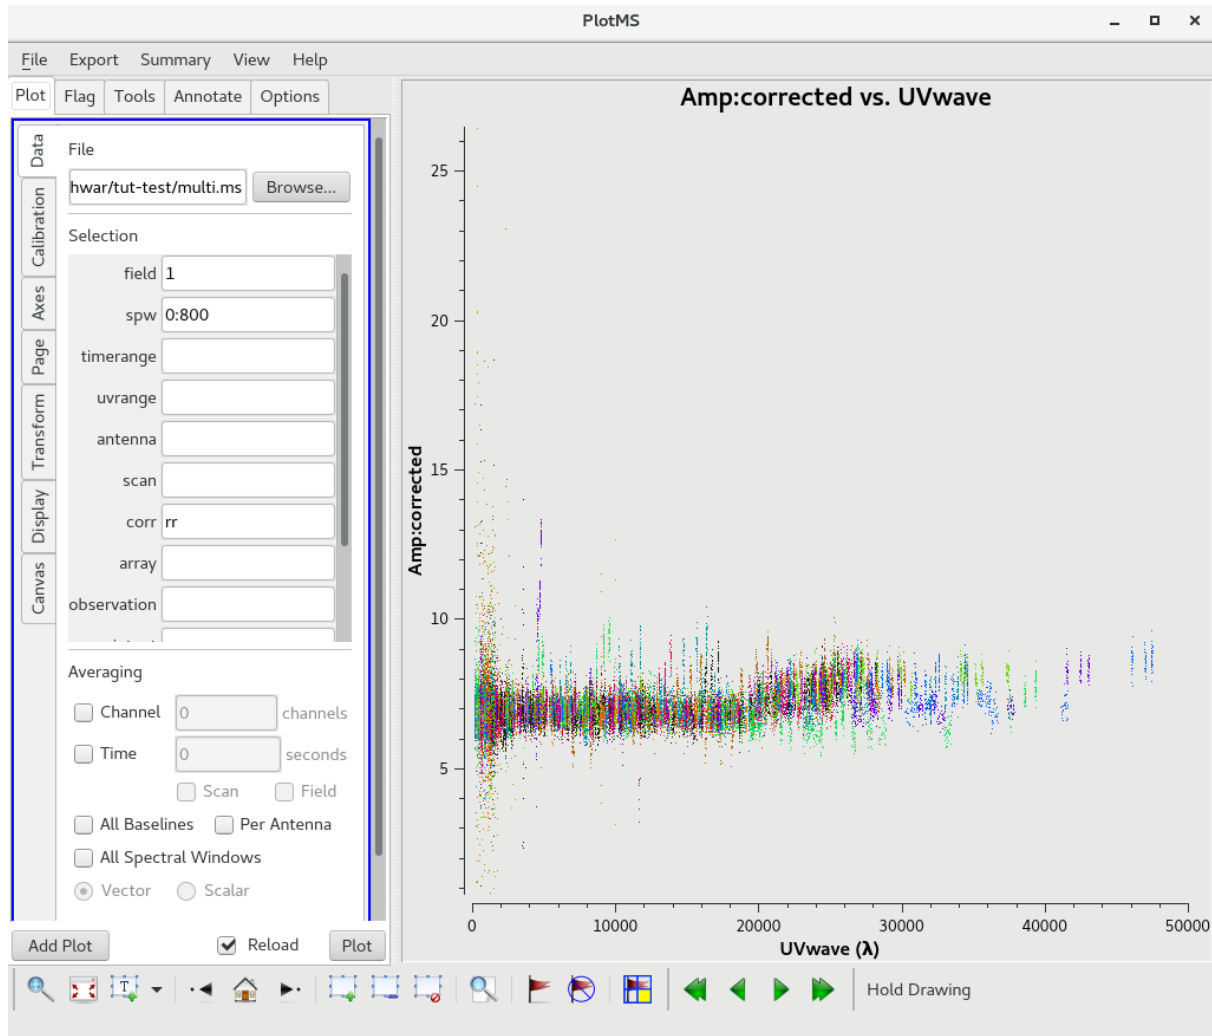 PlotMS
File Export Summary View Help
Plot Flag Tools Annotate Options
Data
Calibration
Axes
Page
Transform
Display
Canvas
File
hwar/tut-test/multi.ms Browse...
Selection
field 1
spw 0:800
timerange
uvrange
antenna
scan
corr rr
array
observation
Averaging
Channel 0 channels
Time 0 seconds
Scan Field
All Baselines Per Antenna
All Spectral Windows
Vector Scalar
Add Plot Reload Plot
Amp:corrected vs. UVwave
Amp:corrected
25
20
15
10
5
0 10000 20000 30000 40000 50000
UVwave (λ)
T
Hold Drawing